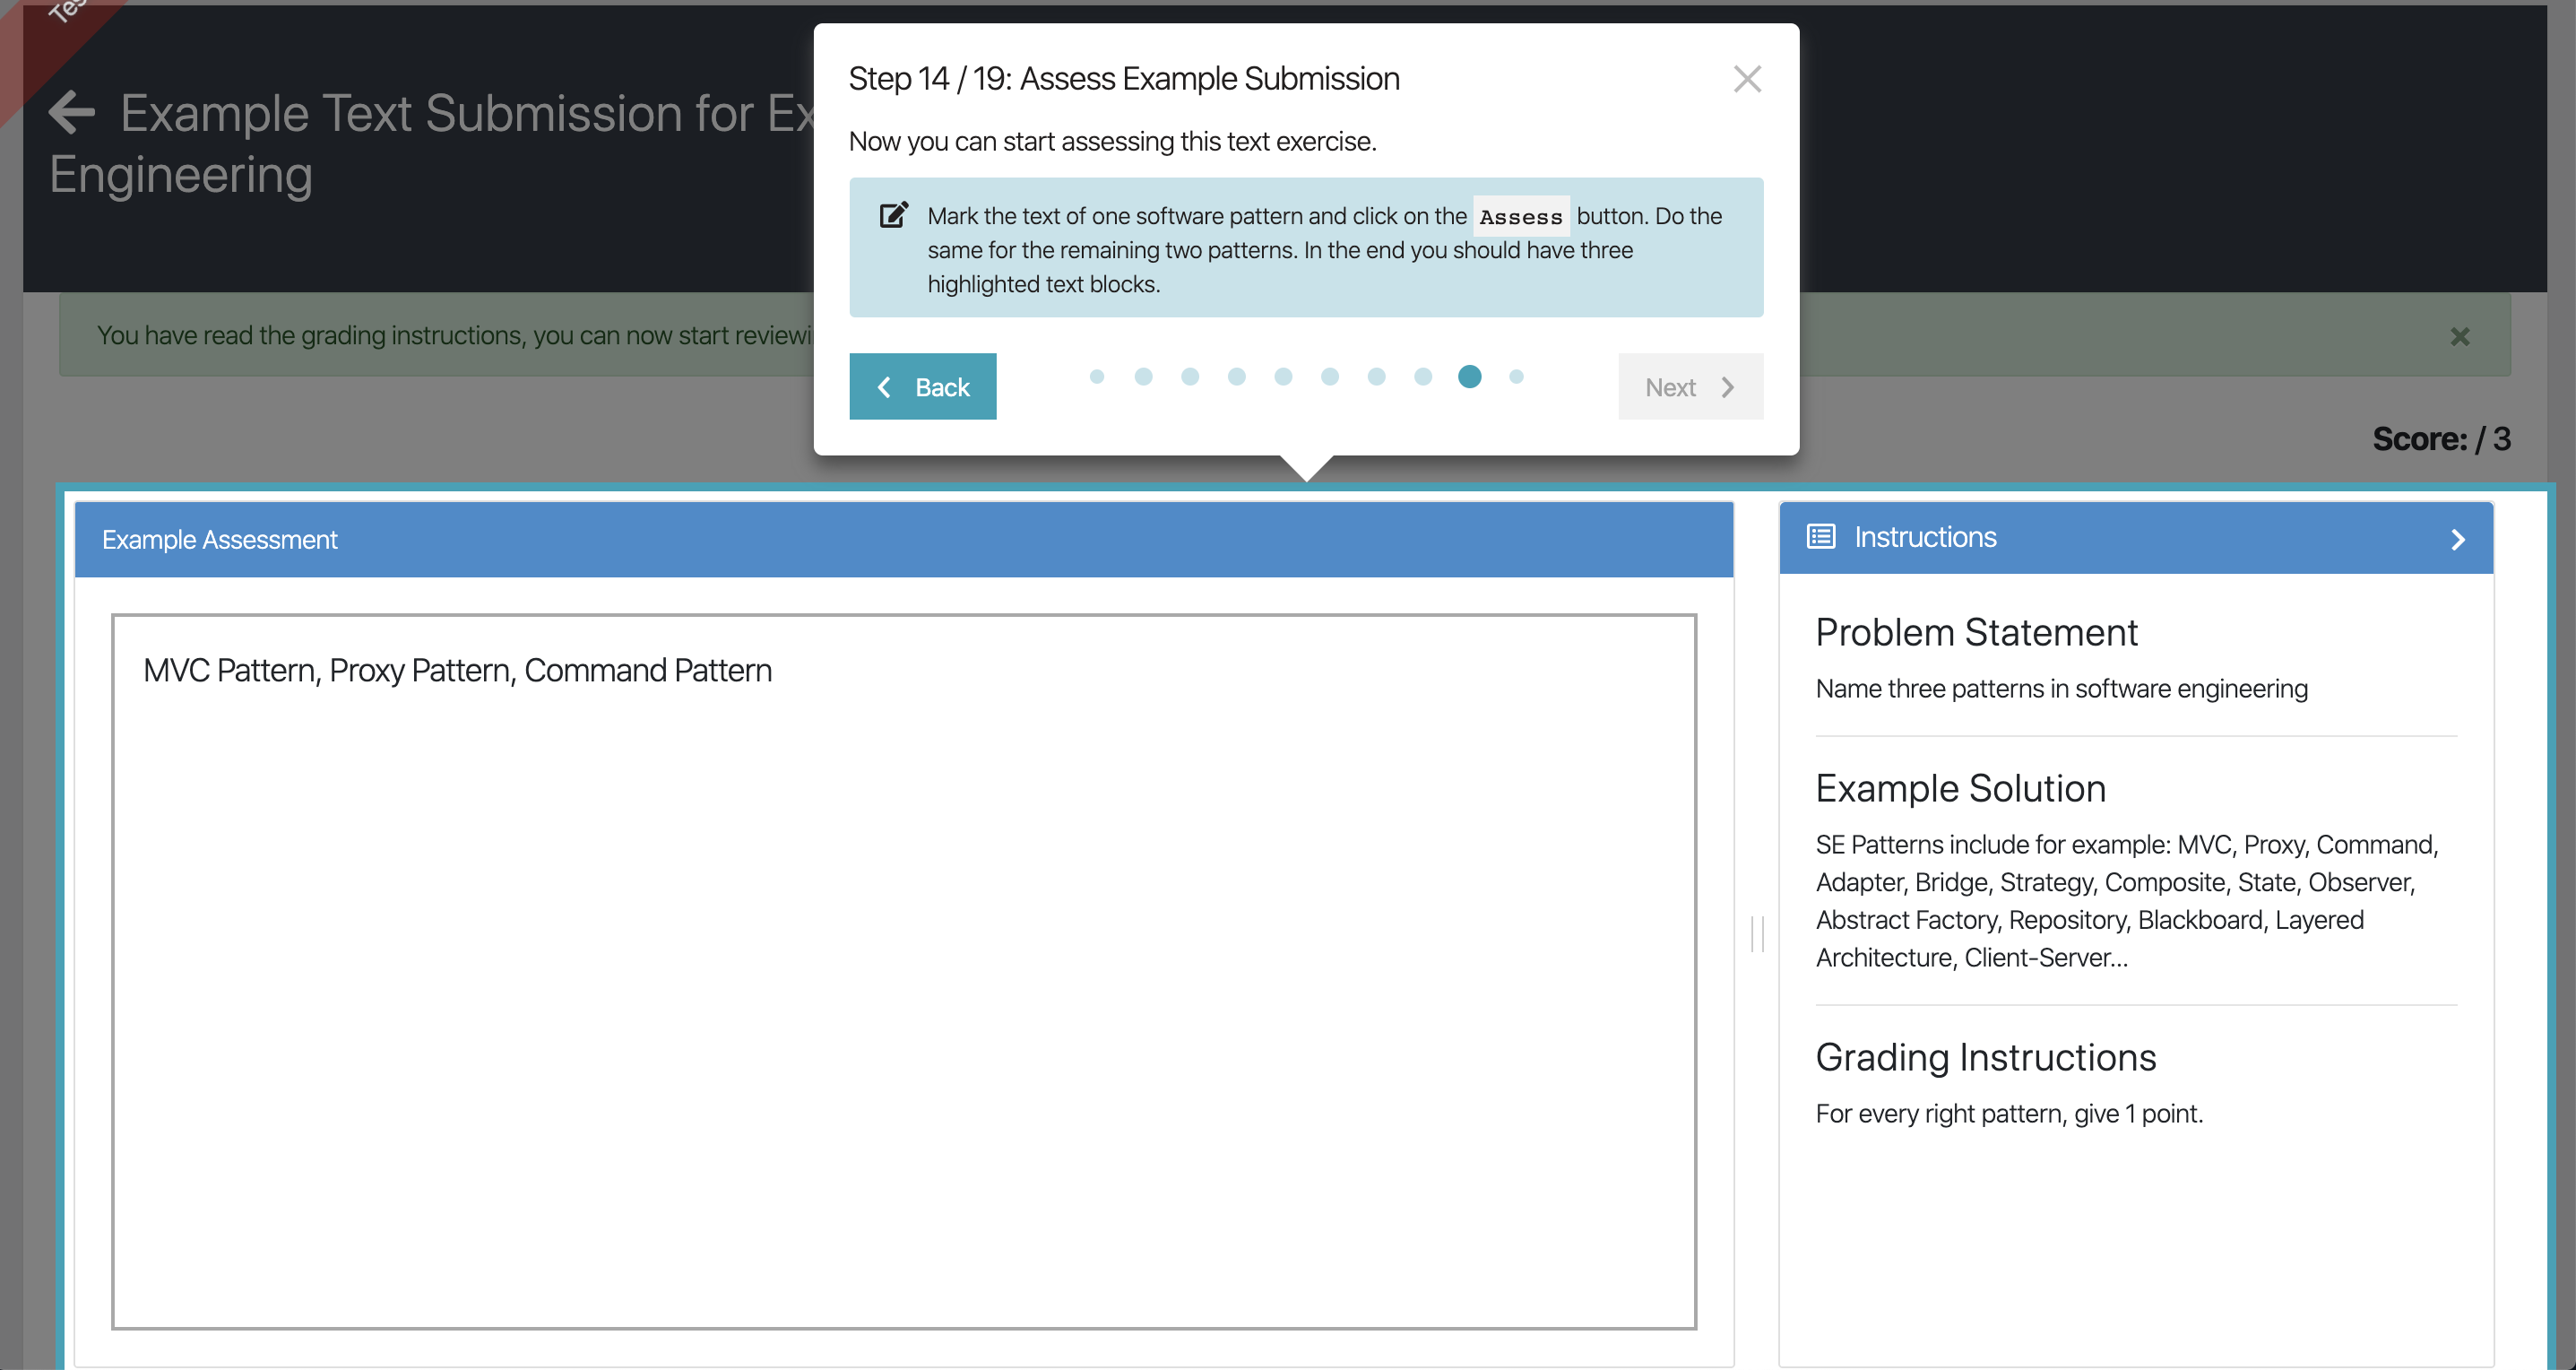 Example Text Submission for
Engineering
Step 14 / 19: Assess Example Submission
Now you can start assessing this text exercise.
Mark the text of one software pattern and click on the Assess button. Do the
same for the remaining two patterns. In the end you should have three
highlighted text blocks.
Back
Next
You have read the grading instructions, you can now start
Score: / 3
Example Assessment
MVC Pattern, Proxy Pattern, Command Pattern
Instructions
Problem Statement
Name three patterns in software engineering
Example Solution
SE Patterns include for example: MVC, Proxy, Command,
Adapter, Bridge, Strategy, Composite, State, Observer,
Abstract Factory, Repository, Blackboard, Layered
Architecture, Client-Server...
Grading Instructions
For every right pattern, give 1 point.